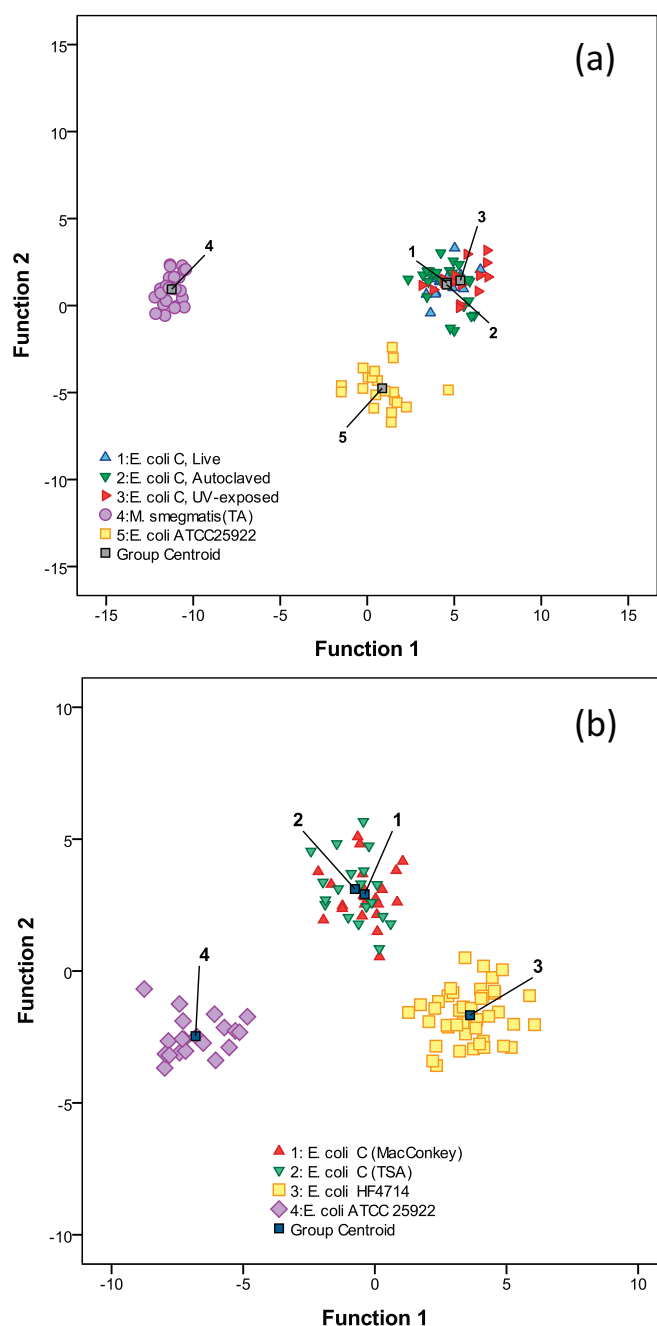 (a)
15
10
5
0
-5
-10
-15
Function 2
4
3
1
2
5
1:E. coli C, Live
2:E. coli C, Autoclaved
3:E. coli C, UV-exposed
4:M. smegmatis(TA)
5:E. coli ATCC25922
Group Centroid
-15 -10 -5 0 5 10 15
Function 1
(b)
10
5
0
-5
-10
Function 2
2 1
4 3
1: E. coli C (MacConkey)
2: E. coli C (TSA)
3: E. coli HF4714
4:E. coli ATCC 25922
Group Centroid
-10 -5 0 5 10
Function 1